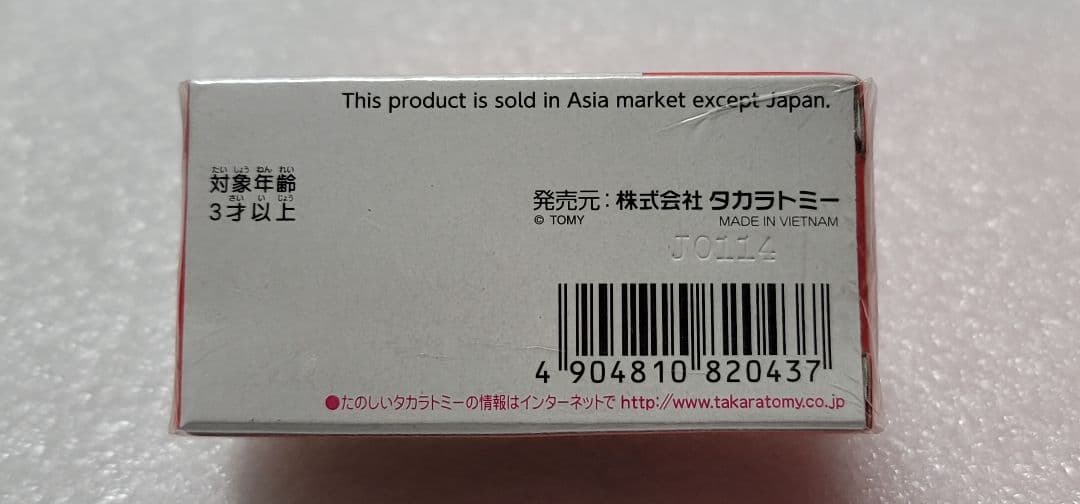 This product is sold in Asia market except Japan.
たいしょう ねん れい
対象年齢
さい い じょう
3才以上
発売元：株式会社 タカラトミー
© TOMY MADE IN VIETNAM
J0114
4 904810 820437
●たのしいタカラトミーの情報はインターネットで http://www.takaratomy.co.jp